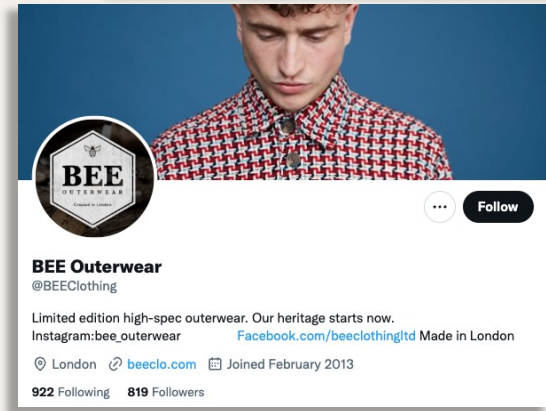 BEE
OUTERWEAR
Created in London
Follow
BEE Outerwear
@BEEClothing
Limited edition high-spec outerwear. Our heritage starts now.
Instagram:bee_outerwear Facebook.com/beeclothingltd Made in London
London beeclo.com Joined February 2013
922 Following 819 Followers